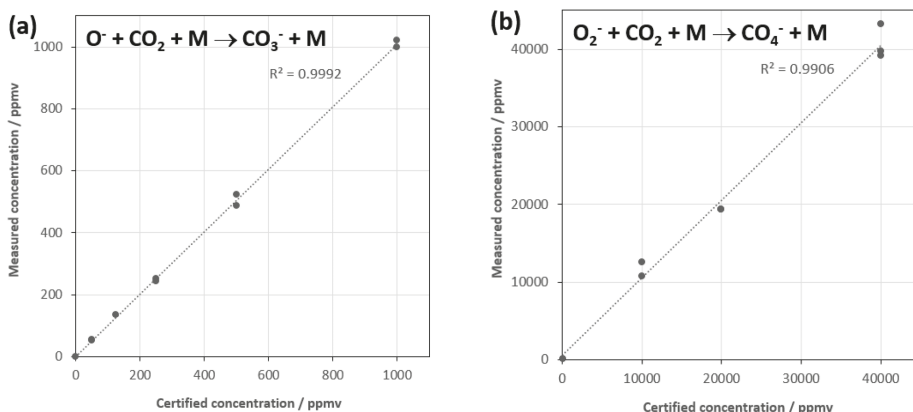 (a)
O⁻ + CO₂ + M → CO₃⁻ + M
R² = 0.9992
Measured concentration / ppmv
1000
800
600
400
200
0
0 200 400 600 800 1000
Certified concentration / ppmv
(b)
O₂⁻ + CO₂ + M → CO₄⁻ + M
R² = 0.9906
Measured concentration / ppmv
40000
30000
20000
10000
0
0 10000 20000 30000 40000
Certified concentration / ppmv